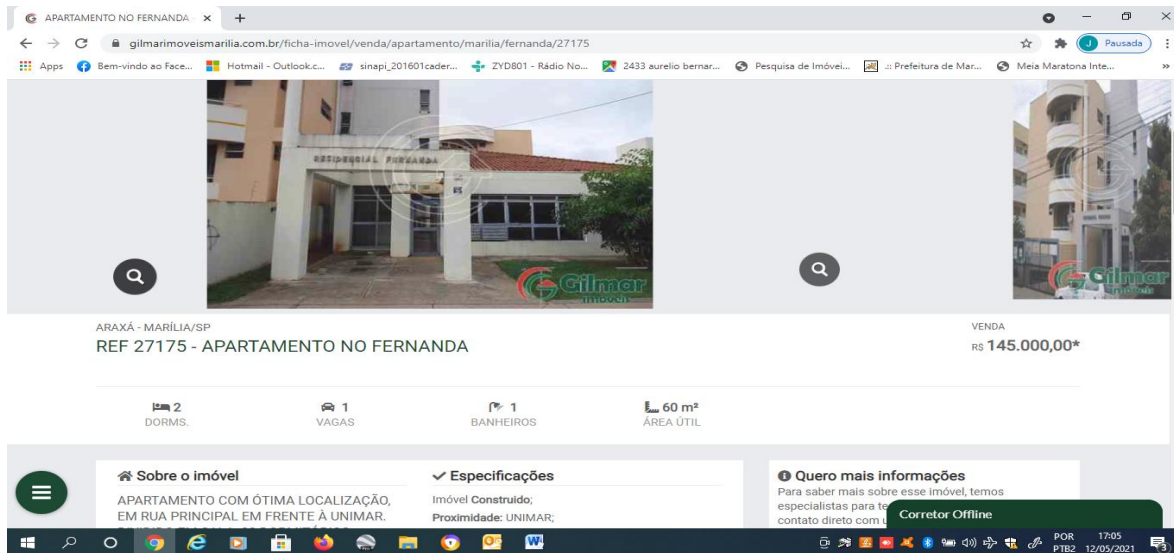 APARTAMENTO NO FERNANDA -
gilmarimoveismarilia.com.br/ficha-imovel/venda/apartamento/marilia/fernanda/27175
Pausada
Apps Bem-vindo ao Face... Hotmail - Outlook.c... sinapi_201601cader... ZYD801 - Rádio No... 2433 aurelio bernar... Pesquisa de Imóvei... .:: Prefeitura de Mar... Meia Maratona Inte... »
RESIDENCIAL FERNANDA
Gilmar
imóveis
Gilmar
imóveis
ARAXÁ - MARÍLIA/SP
REF 27175 - APARTAMENTO NO FERNANDA
VENDA
R$ 145.000,00*
2
DORMS.
1
VAGAS
1
BANHEIROS
60 m²
ÁREA ÚTIL
Sobre o imóvel
APARTAMENTO COM ÓTIMA LOCALIZAÇÃO,
EM RUA PRINCIPAL EM FRENTE À UNIMAR.
Especificações
Imóvel Construido;
Proximidade: UNIMAR;
Quero mais informações
Para saber mais sobre esse imóvel, temos
especialistas para te
contato direto com u
Corretor Offline
POR
PTB2
17:05
12/05/2021